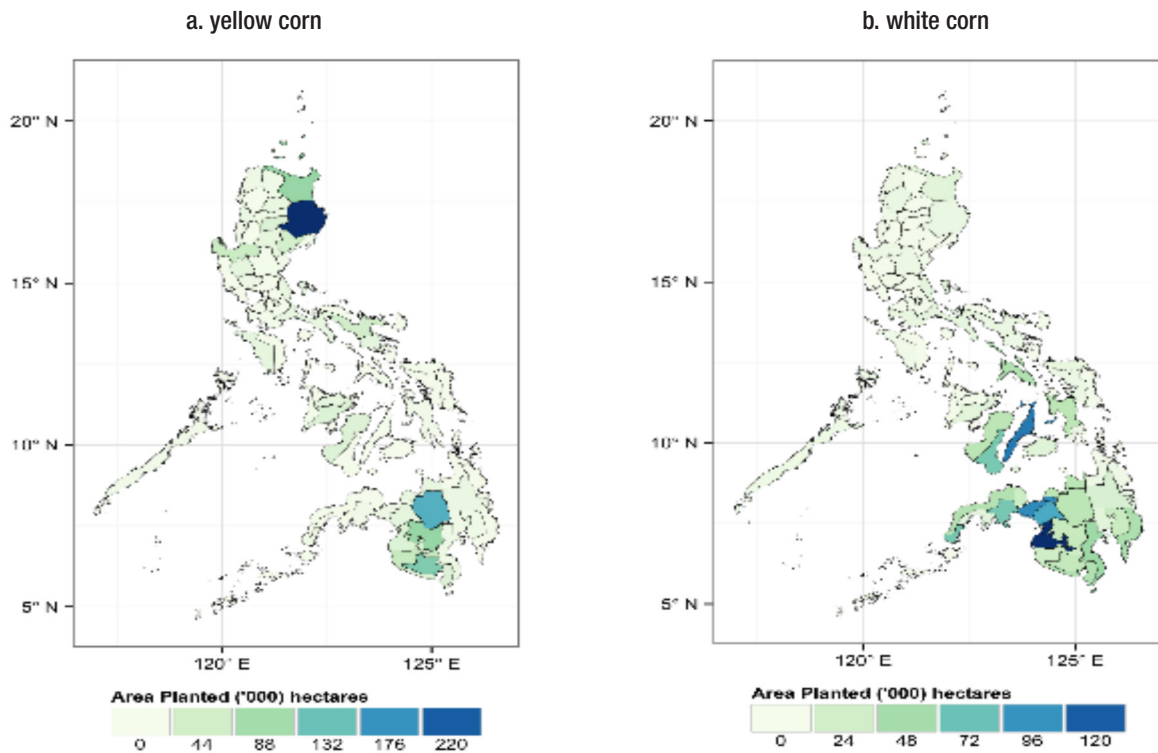 a. yellow corn
b. white corn
20° N
15° N
10° N
5° N
120° E 125° E
Area Planted ('000) hectares
0 44 88 132 176 220
20° N
15° N
10° N
5° N
120° E 125° E
Area Planted ('000) hectares
0 24 48 72 96 120